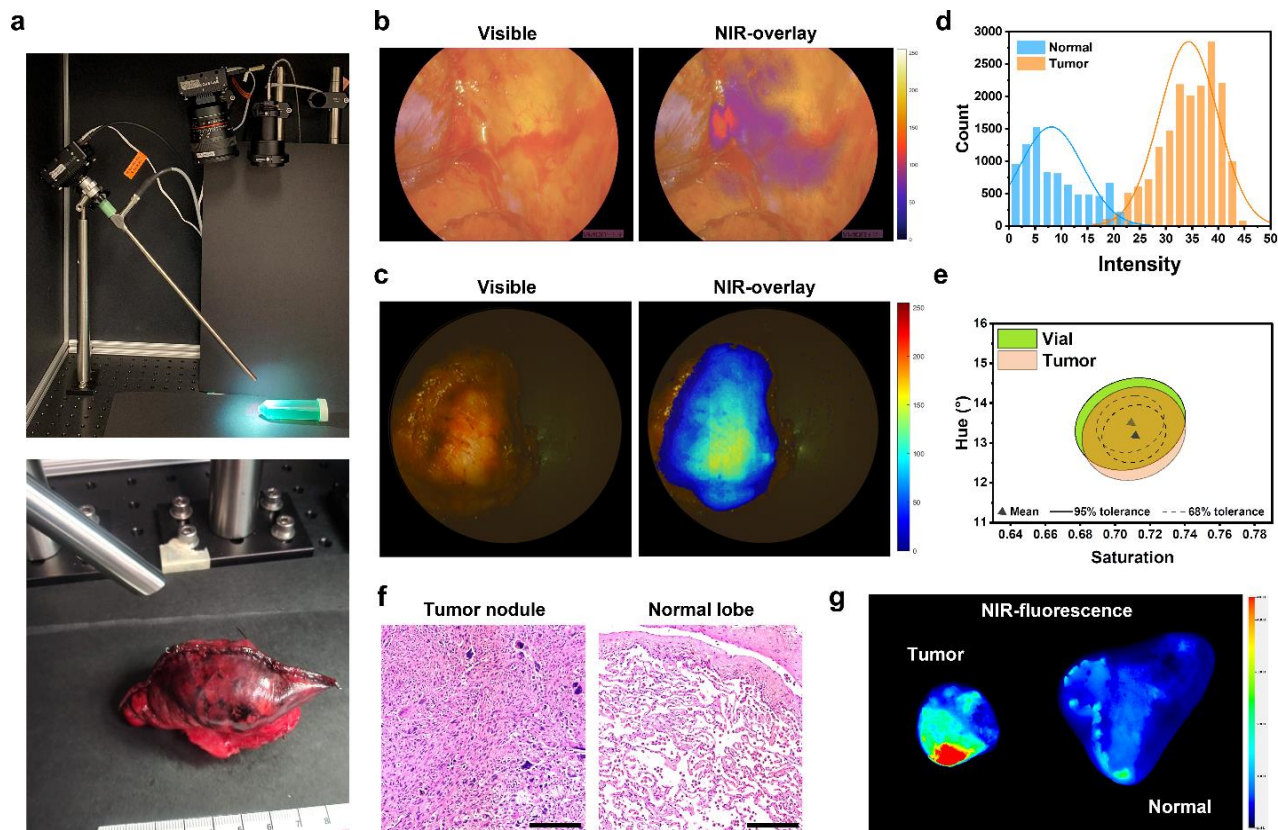 a
b
Visible
NIR-overlay
250
200
150
100
50
0
c
Visible
NIR-overlay
250
200
150
100
50
0
d
Normal
Tumor
Count
3000
2500
2000
1500
1000
500
0
0 5 10 15 20 25 30 35 40 45 50
Intensity
e
Vial
Tumor
Hue (°)
16
15
14
13
12
11
Mean 95% tolerance 68% tolerance
0.64 0.66 0.68 0.70 0.72 0.74 0.76 0.78
Saturation
f
Tumor nodule
Normal lobe
g
NIR-fluorescence
Tumor
Normal